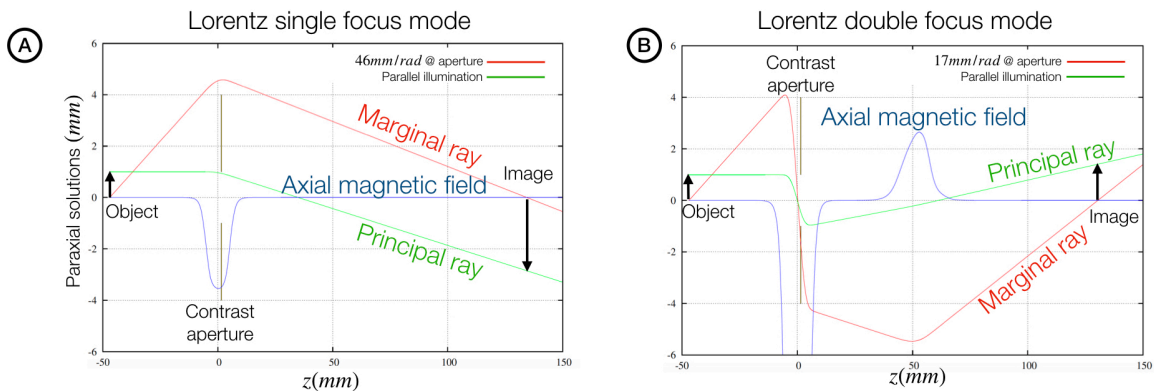 Lorentz single focus mode
A
46mm/rad @ aperture
Parallel illumination
Marginal ray
Image
Axial magnetic field
Object
Principal ray
Contrast
aperture
Paraxial solutions (mm)
6
4
2
0
-2
-4
-6
-50
0
50
100
150
z(mm)
Lorentz double focus mode
B
17mm/rad @ aperture
Parallel illumination
Contrast
aperture
Axial magnetic field
Principal ray
Object
Image
Marginal ray
6
4
2
0
-2
-4
-6
-50
0
50
100
150
z(mm)